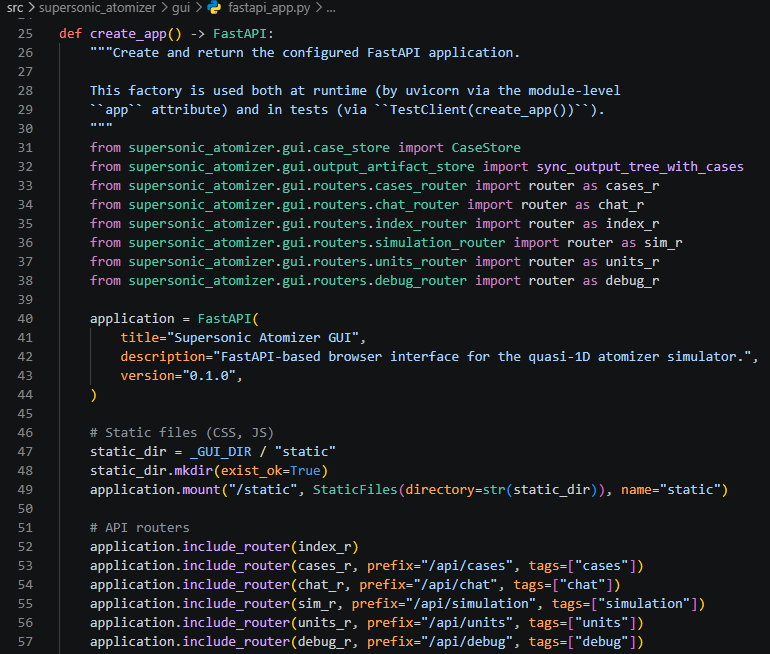 src > supersonic_atomizer > gui > fastapi_app.py > ...
25 def create_app() -> FastAPI:
26 """Create and return the configured FastAPI application.
27
28 This factory is used both at runtime (by uvicorn via the module-level
29 ``app`` attribute) and in tests (via ``TestClient(create_app())``).
30 """
31 from supersonic_atomizer.gui.case_store import CaseStore
32 from supersonic_atomizer.gui.output_artifact_store import sync_output_tree_with_cases
33 from supersonic_atomizer.gui.routers.cases_router import router as cases_r
34 from supersonic_atomizer.gui.routers.chat_router import router as chat_r
35 from supersonic_atomizer.gui.routers.index_router import router as index_r
36 from supersonic_atomizer.gui.routers.simulation_router import router as sim_r
37 from supersonic_atomizer.gui.routers.units_router import router as units_r
38 from supersonic_atomizer.gui.routers.debug_router import router as debug_r
39
40 application = FastAPI(
41 title="Supersonic Atomizer GUI",
42 description="FastAPI-based browser interface for the quasi-1D atomizer simulator.",
43 version="0.1.0",
44 )
45
46 # Static files (CSS, JS)
47 static_dir = _GUI_DIR / "static"
48 static_dir.mkdir(exist_ok=True)
49 application.mount("/static", StaticFiles(directory=str(static_dir)), name="static")
50
51 # API routers
52 application.include_router(index_r)
53 application.include_router(cases_r, prefix="/api/cases", tags=["cases"])
54 application.include_router(chat_r, prefix="/api/chat", tags=["chat"])
55 application.include_router(sim_r, prefix="/api/simulation", tags=["simulation"])
56 application.include_router(units_r, prefix="/api/units", tags=["units"])
57 application.include_router(debug_r, prefix="/api/debug", tags=["debug"])